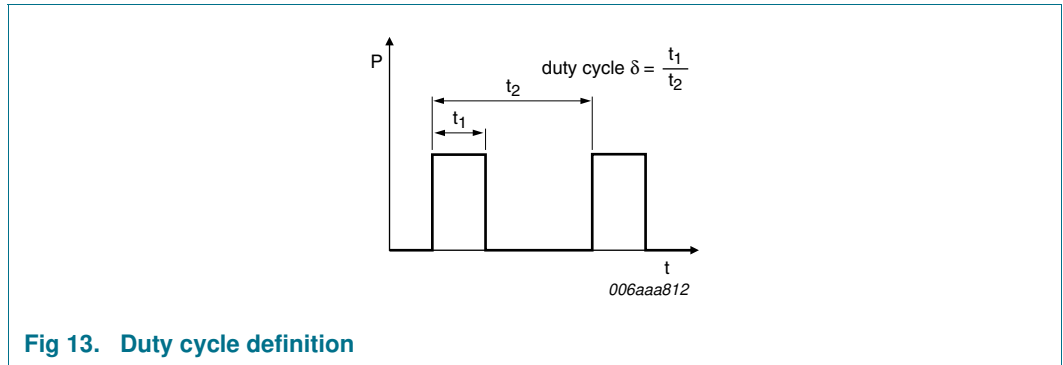 P
duty cycle δ = t1/t2
t2
t1
t
006aaa812
Fig 13. Duty cycle definition